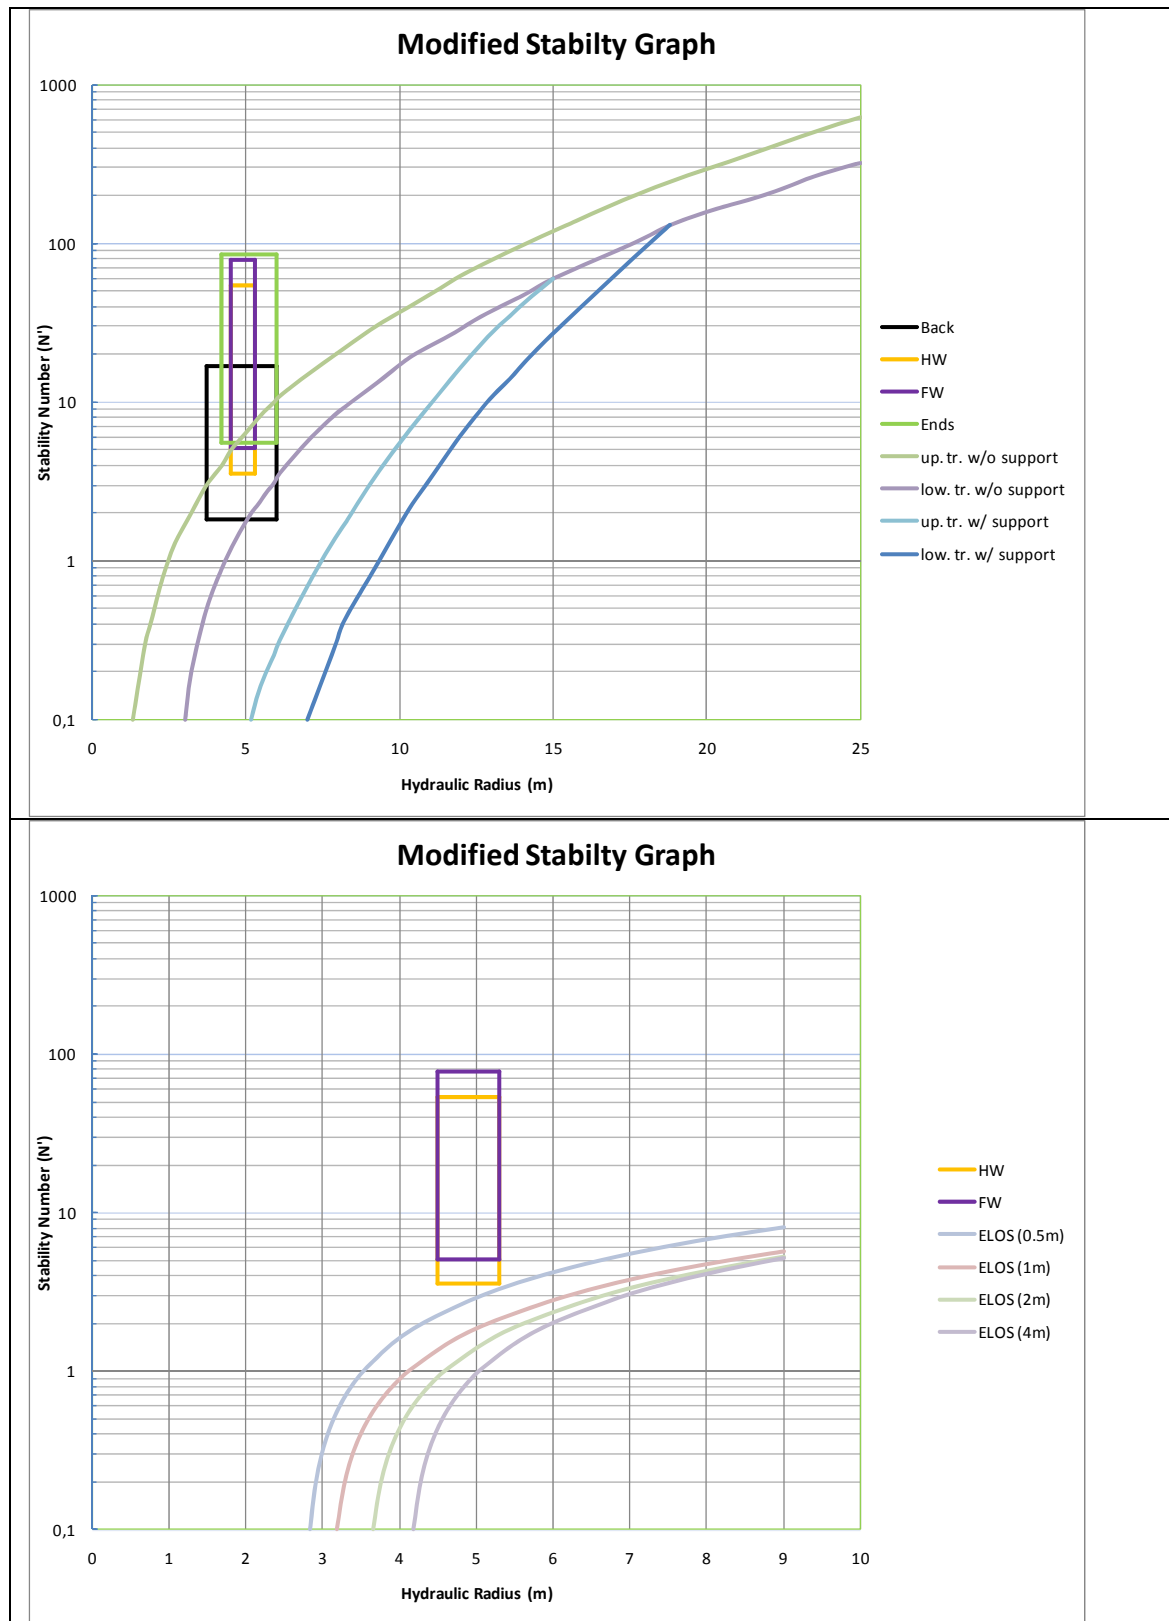 Modified Stabilty Graph
1000
100
10
1
0,1
Stability Number (N')
0 5 10 15 20 25
Hydraulic Radius (m)
Back
HW
FW
Ends
up. tr. w/o support
low. tr. w/o support
up. tr. w/ support
low. tr. w/ support
Modified Stabilty Graph
1000
100
10
1
0,1
Stability Number (N')
0 1 2 3 4 5 6 7 8 9 10
Hydraulic Radius (m)
HW
FW
ELOS (0.5m)
ELOS (1m)
ELOS (2m)
ELOS (4m)